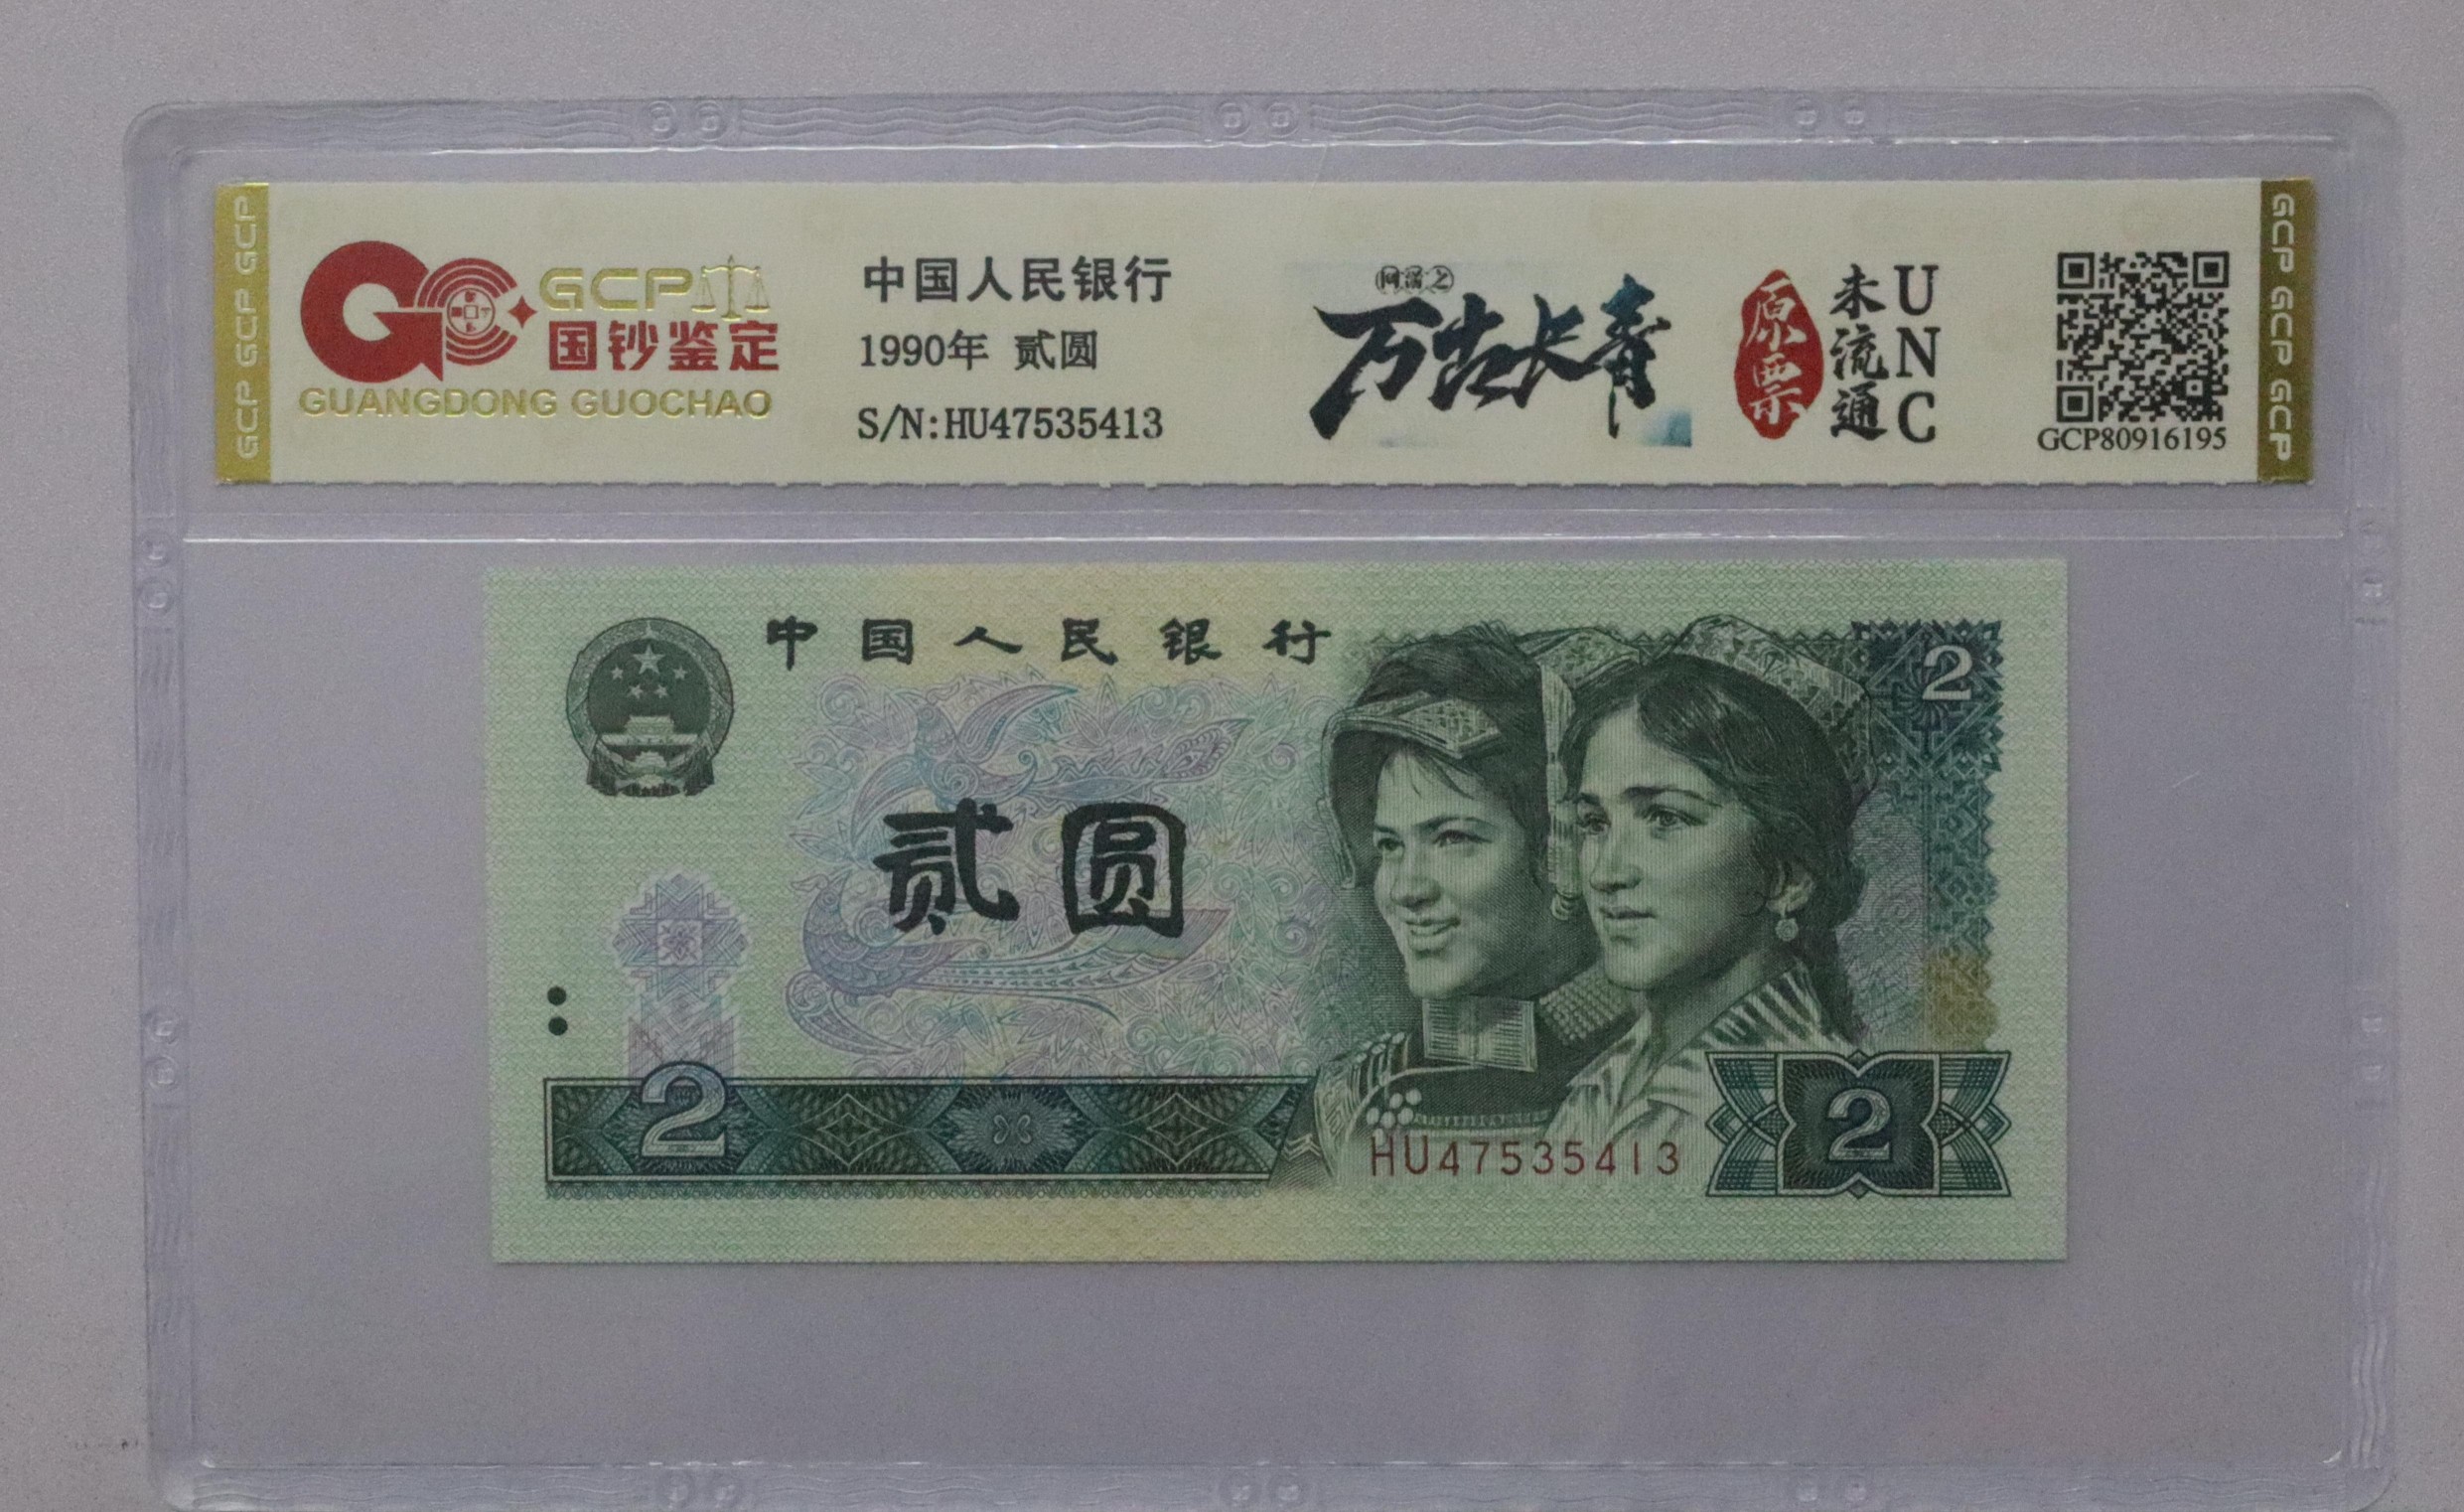 GCP GCP GCP
GCP
国钞鉴定
GUANGDONG GUOCHAO
中国人民银行
1990年 贰圆
S/N:HU47535413
万古长青
原票
未流通
UNC
GCP80916195
GCP GCP GCP
中国人民银行
2
贰圆
2
HU47535413
2